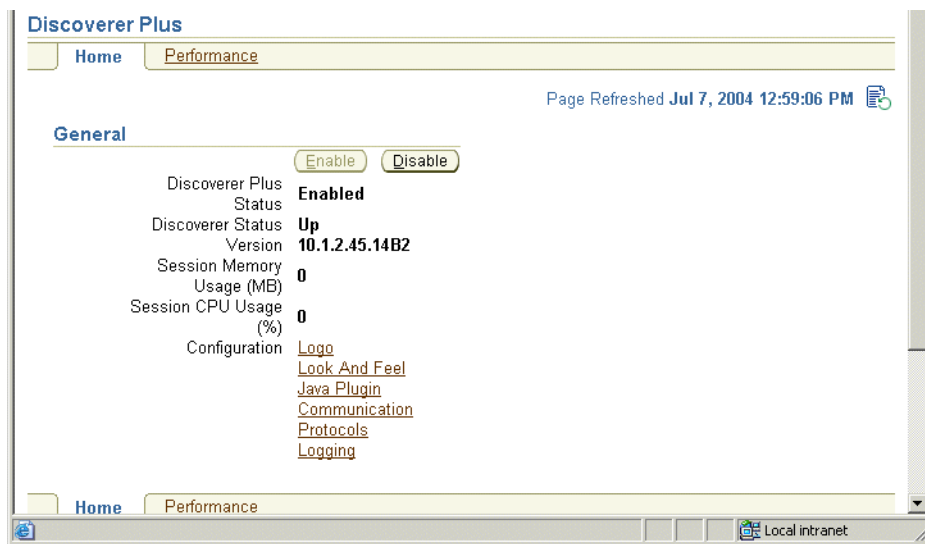 Discoverer Plus
Home Performance
Page Refreshed Jul 7, 2004 12:59:06 PM
General
Enable Disable
Discoverer Plus
Status Enabled
Discoverer Status Up
Version 10.1.2.45.14B2
Session Memory
Usage (MB) 0
Session CPU Usage
(%) 0
Configuration Logo
Look And Feel
Java Plugin
Communication
Protocols
Logging
Home Performance
Local intranet